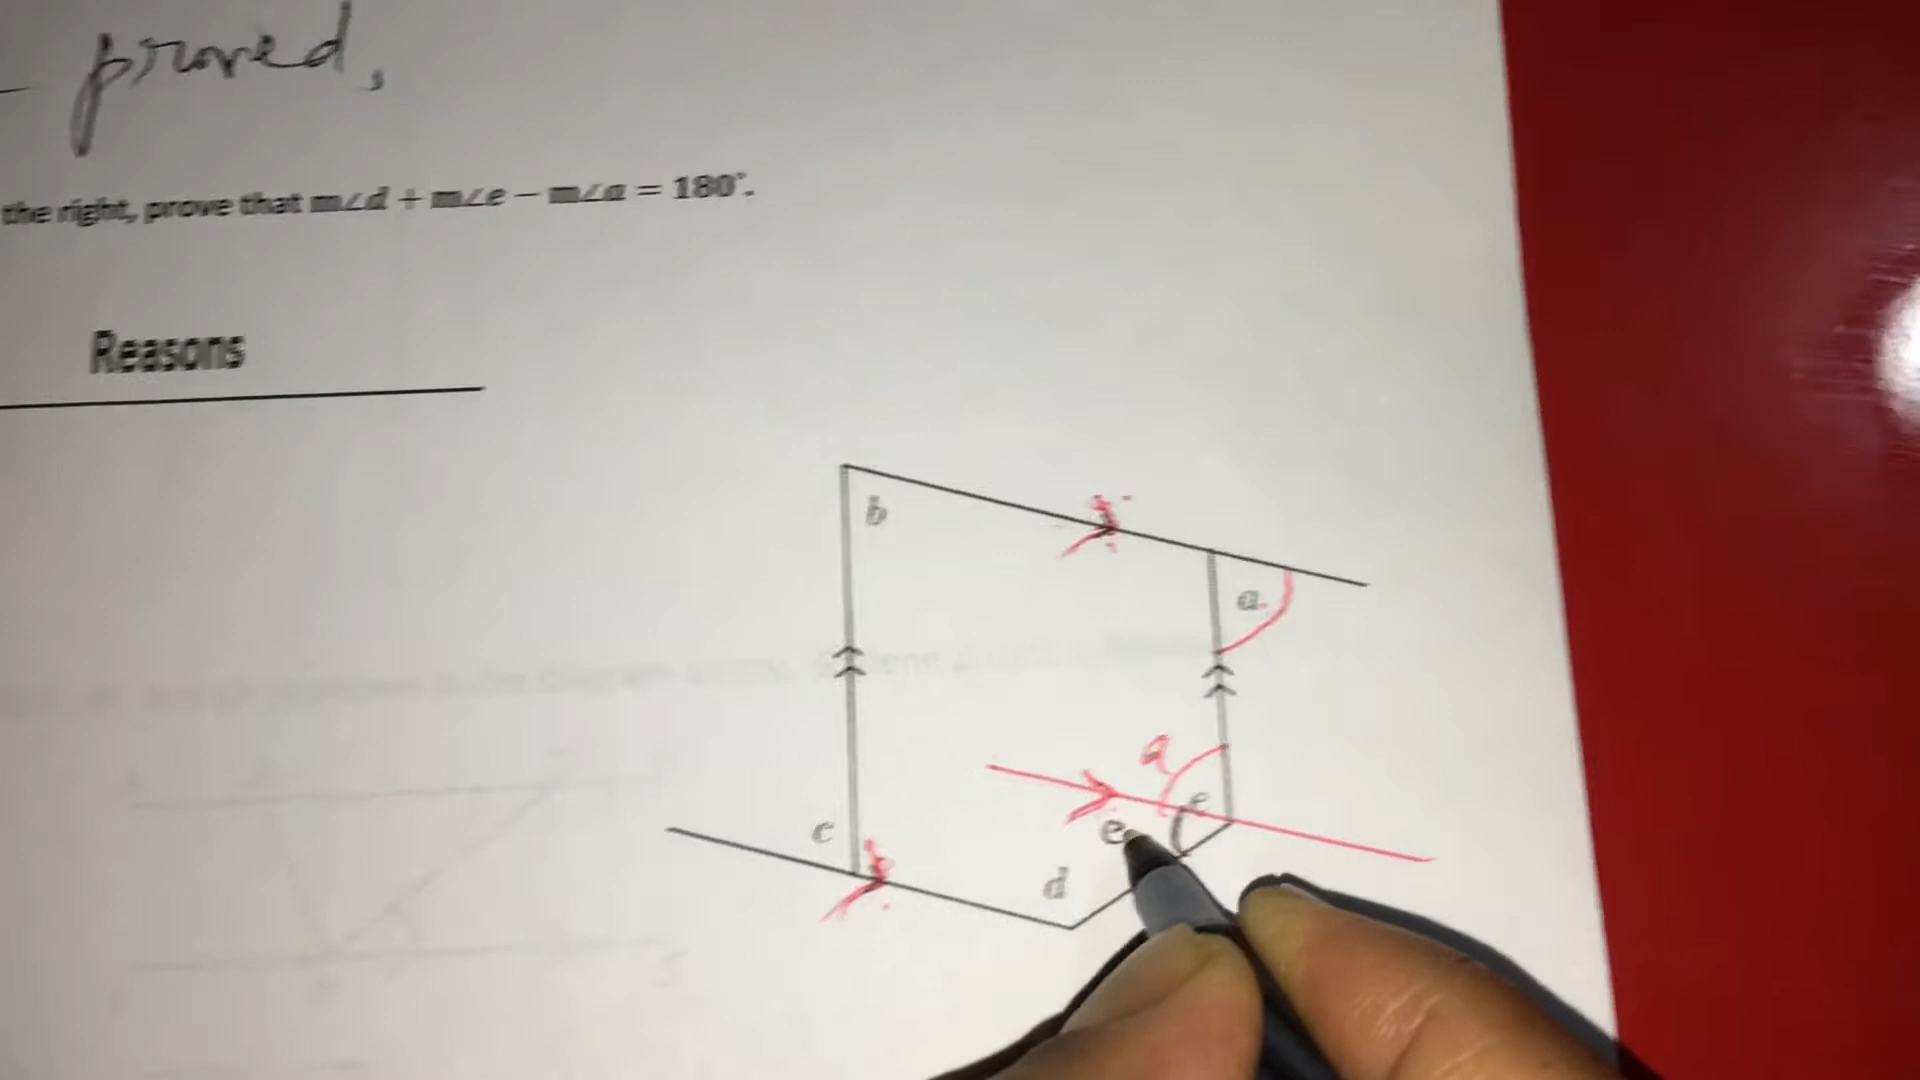 proved,
the right, prove that m∠d + m∠e − m∠a = 180°.
Reasons
b
a
a
e
c
e
d